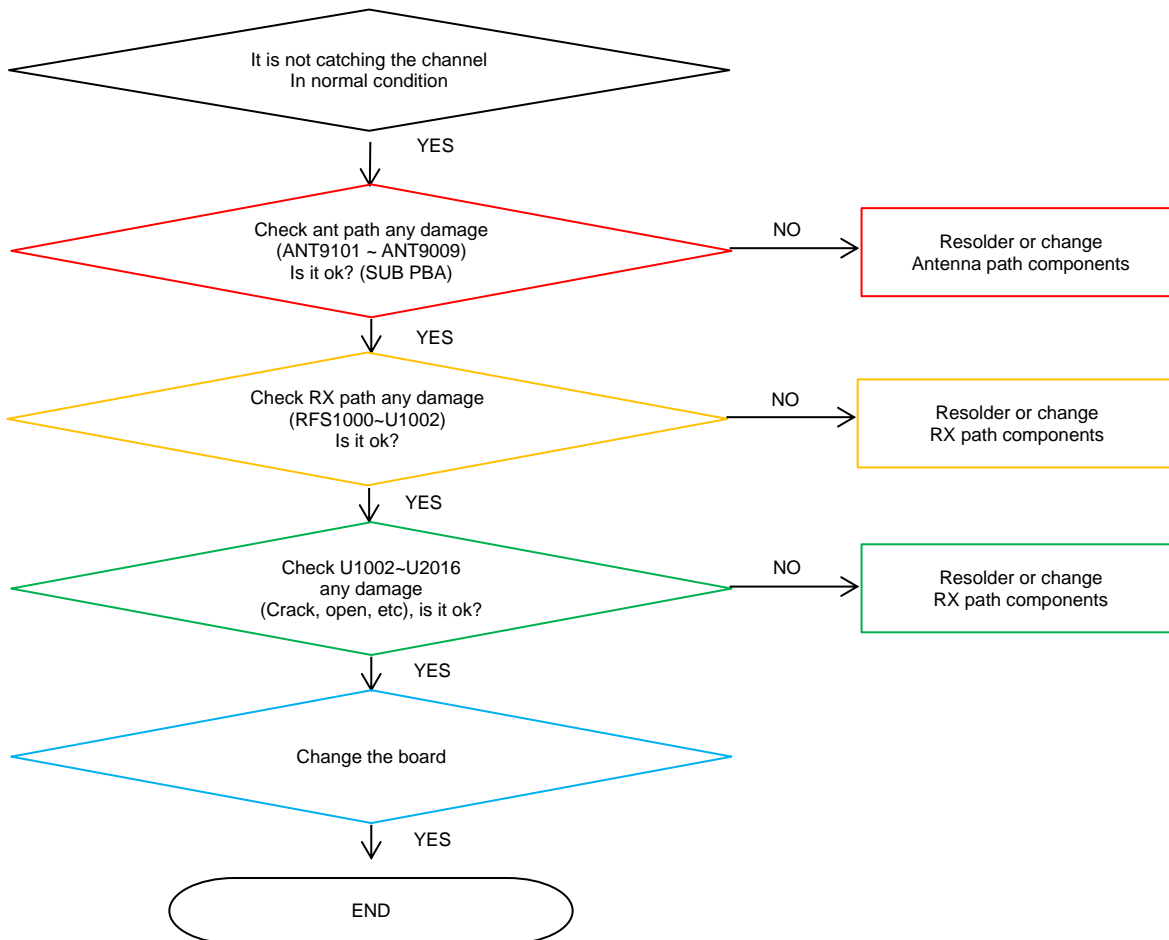 It is not catching the channel
In normal condition
YES
Check ant path any damage
(ANT9101 ~ ANT9009)
Is it ok? (SUB PBA)
NO
Resolder or change
Antenna path components
YES
Check RX path any damage
(RFS1000~U1002)
Is it ok?
NO
Resolder or change
RX path components
YES
Check U1002~U2016
any damage
(Crack, open, etc), is it ok?
NO
Resolder or change
RX path components
YES
Change the board
YES
END